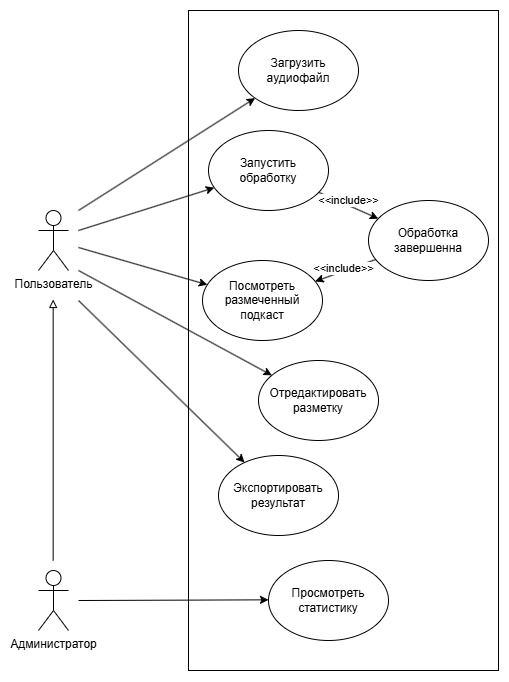 Загрузить
аудиофайл
Запустить
обработку
<<include>>
Обработка
завершенна
<<include>>
Пользователь
Посмотреть
размеченный
подкаст
Отредактировать
разметку
Экспортировать
результат
Просмотреть
статистику
Администратор